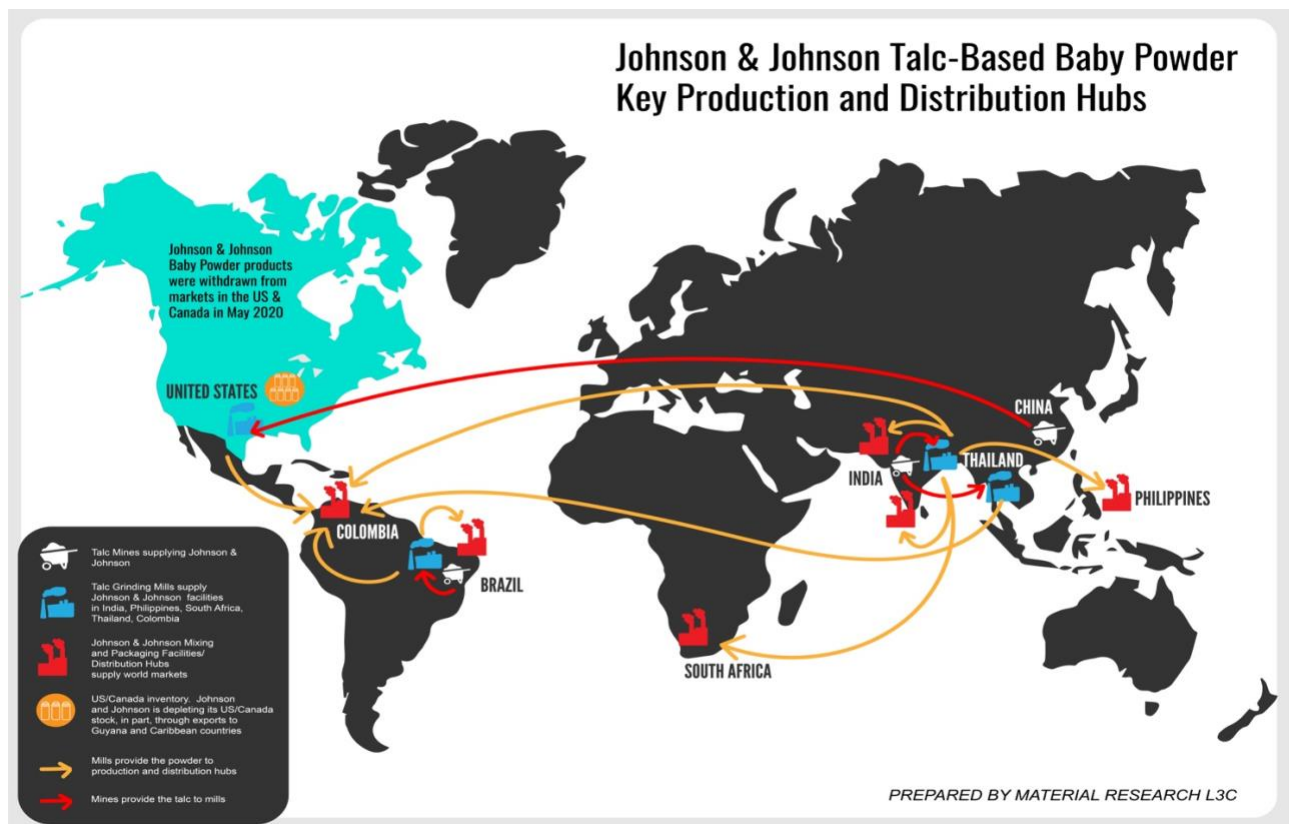 Johnson & Johnson Talc-Based Baby Powder
Key Production and Distribution Hubs
Johnson & Johnson
Baby Powder products
were withdrawn from
markets in the US &
Canada in May 2020
UNITED STATES
CHINA
INDIA
THAILAND
PHILIPPINES
COLOMBIA
BRAZIL
SOUTH AFRICA
Talc Mines supplying Johnson &
Johnson
Talc Grinding Mills supply
Johnson & Johnson facilities
in India, Philippines, South Africa,
Thailand, Colombia
Johnson & Johnson Mixing
and Packaging Facilities/
Distribution Hubs
supply world markets
US/Canada inventory. Johnson
and Johnson is depleting its US/Canada
stock, in part, through exports to
Guyana and Caribbean countries
Mills provide the powder to
production and distribution hubs
Mines provide the talc to mills
PREPARED BY MATERIAL RESEARCH L3C